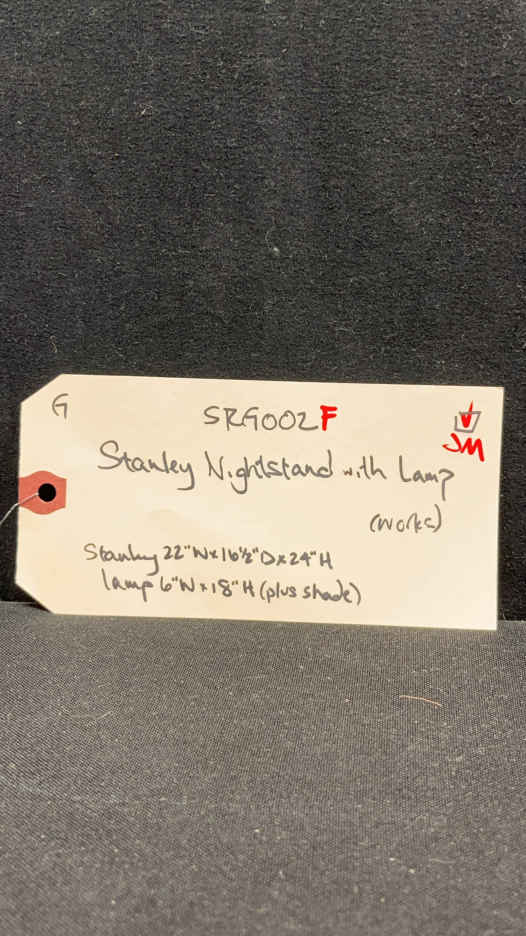 G
SRG002F
JM
Stanley Nightstand with Lamp
(works)
Stanley 22"W x 16½"D x 24"H
lamp 6"W x 18"H (plus shade)